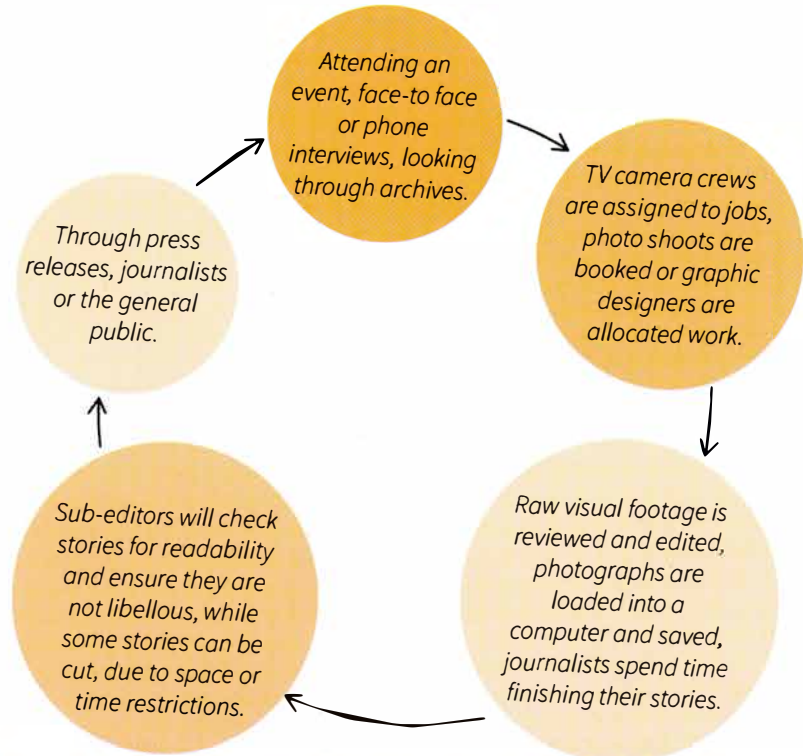 Attending an
event, face-to face
or phone
interviews, looking
through archives.
TV camera crews
are assigned to jobs,
photo shoots are
booked or graphic
designers are
allocated work.
Raw visual footage is
reviewed and edited,
photographs are
loaded into a
computer and saved,
journalists spend time
finishing their stories.
Sub-editors will check
stories for readability
and ensure they are
not libellous, while
some stories can be
cut, due to space or
time restrictions.
Through press
releases, journalists
or the general
public.